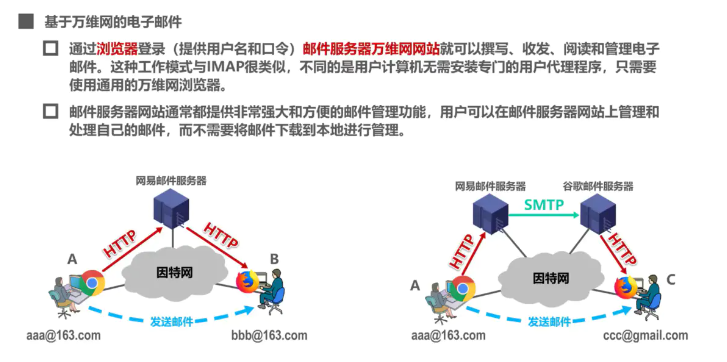 基于万维网的电子邮件
通过浏览器登录（提供用户名和口令）邮件服务器万维网网站就可以撰写、收发、阅读和管理电子
邮件。这种工作模式与IMAP很类似，不同的是用户计算机无需安装专门的用户代理程序，只需要
使用通用的万维网浏览器。
邮件服务器网站通常都提供非常强大和方便的邮件管理功能，用户可以在邮件服务器网站上管理和
处理自己的邮件，而不需要将邮件下载到本地进行管理。
网易邮件服务器
HTTP
HTTP
A
B
因特网
发送邮件
aaa@163.com
bbb@163.com
网易邮件服务器
谷歌邮件服务器
SMTP
HTTP
HTTP
A
C
因特网
发送邮件
aaa@163.com
ccc@gmail.com